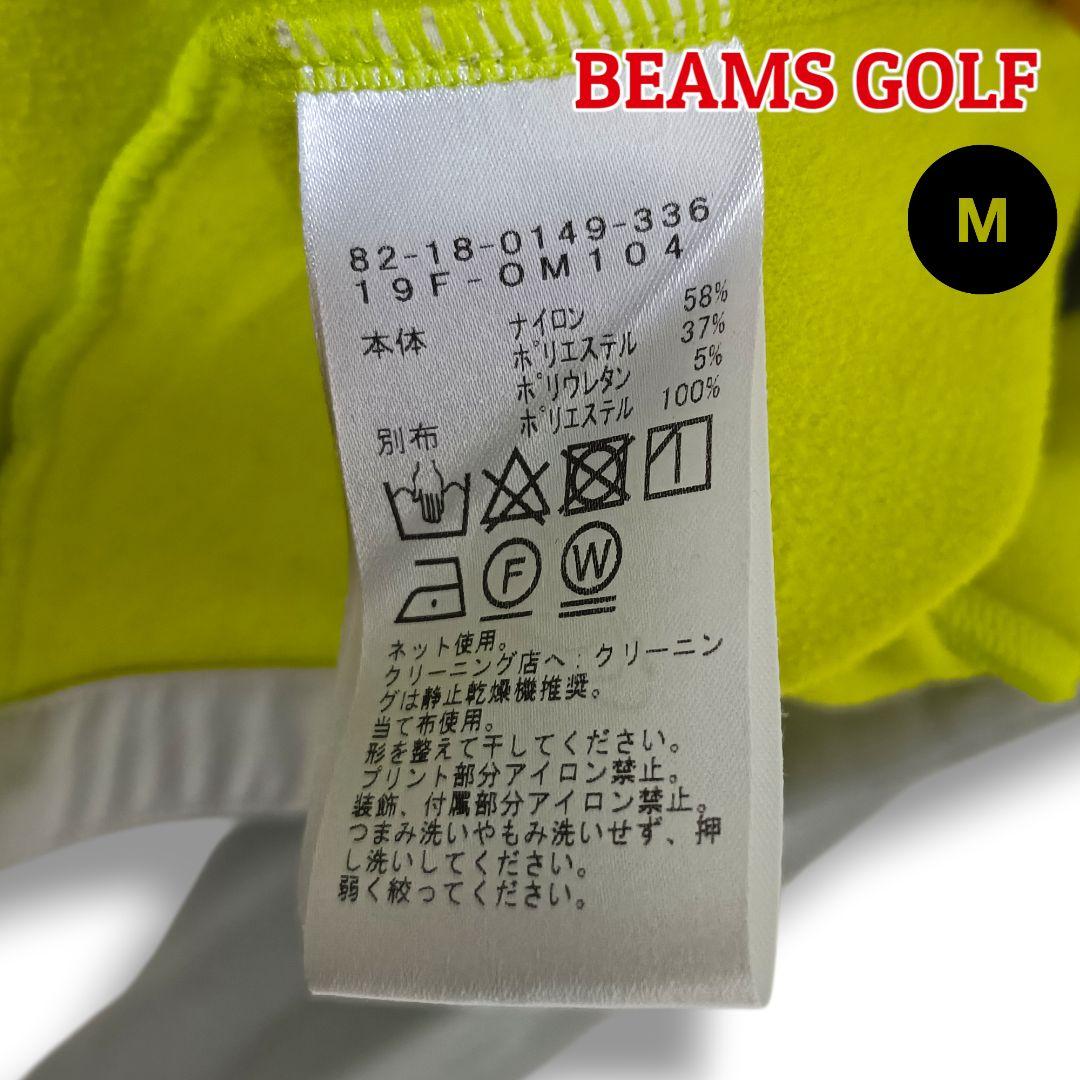 BEAMS GOLF
M
82-18-0149-336
19F-OM104
本体 ナイロン 58%
ポリエステル 37%
ポリウレタン 5%
別布 ポリエステル 100%
F W
ネット使用。
クリーニング店へ:クリーニン
グは静止乾燥機推奨。
当て布使用。
形を整えて干してください。
プリント部分アイロン禁止。
装飾、付属部分アイロン禁止。
つまみ洗いやもみ洗いせず、押
し洗いしてください。
弱く絞ってください。